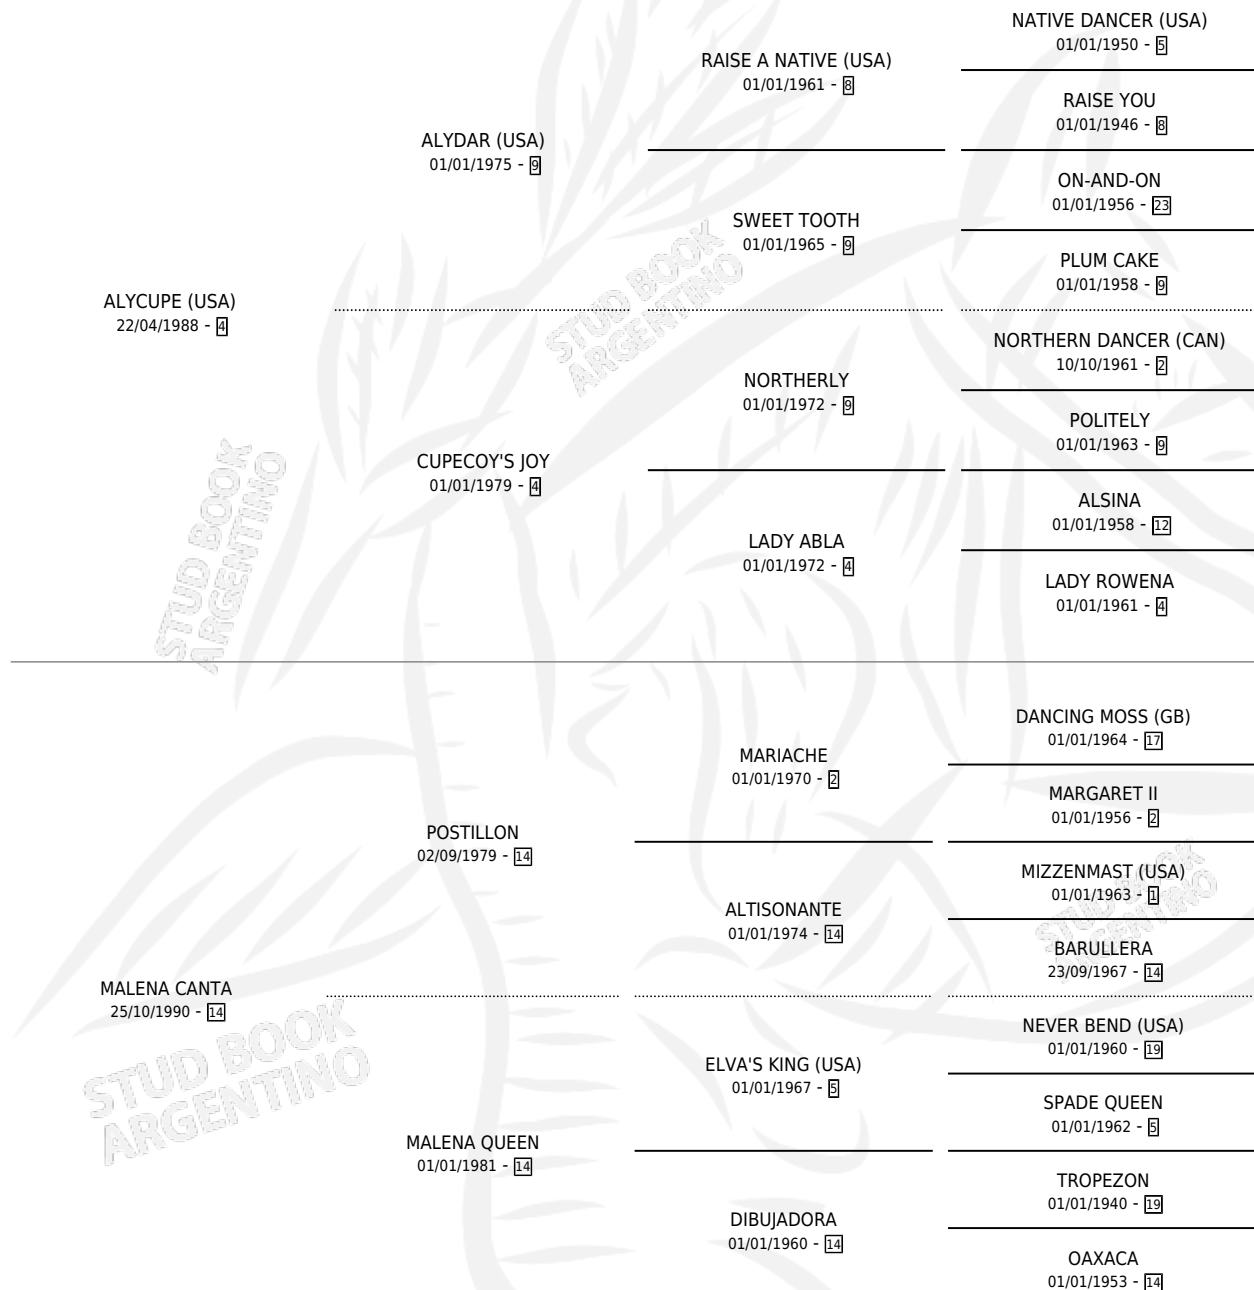 NATIVE DANCER (USA)
01/01/1950 - 5
RAISE A NATIVE (USA)
01/01/1961 - 8
RAISE YOU
01/01/1946 - 8
ALYDAR (USA)
01/01/1975 - 9
ON-AND-ON
01/01/1956 - 23
SWEET TOOTH
01/01/1965 - 9
PLUM CAKE
01/01/1958 - 9
ALYCUPE (USA)
22/04/1988 - 4
NORTHERN DANCER (CAN)
10/10/1961 - 2
NORTHERLY
01/01/1972 - 9
POLITELY
01/01/1963 - 9
CUPECOY'S JOY
01/01/1979 - 4
ALSINA
01/01/1958 - 12
LADY ABLA
01/01/1972 - 4
LADY ROWENA
01/01/1961 - 4
DANCING MOSS (GB)
01/01/1964 - 17
MARIACHE
01/01/1970 - 2
MARGARET II
01/01/1956 - 2
POSTILLON
02/09/1979 - 14
MIZZENMAST (USA)
01/01/1963 - 1
ALTISONANTE
01/01/1974 - 14
BARULLERA
23/09/1967 - 14
MALENA CANTA
25/10/1990 - 14
NEVER BEND (USA)
01/01/1960 - 19
ELVA'S KING (USA)
01/01/1967 - 5
SPADE QUEEN
01/01/1962 - 5
MALENA QUEEN
01/01/1981 - 14
TROPEZON
01/01/1940 - 19
DIBUJADORA
01/01/1960 - 14
OAXACA
01/01/1953 - 14
STUD BOOK
ARGENTINO
STUD BOOK
ARGENTINO
STUD BOOK
ARGENTINO
STUD BOOK
ARGENTINO